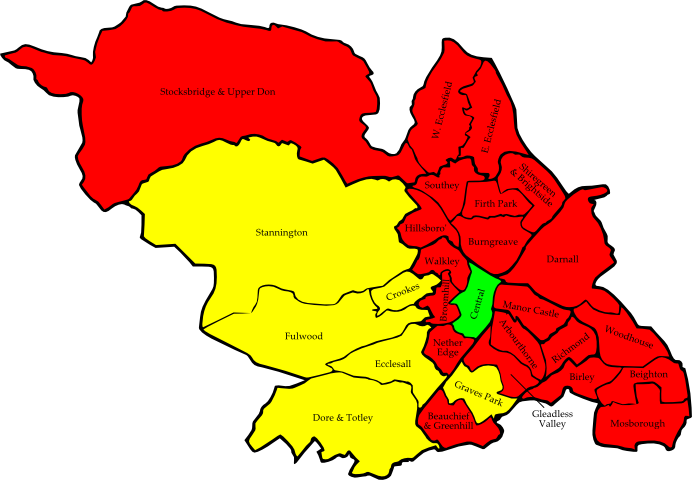 Stocksbridge & Upper Don
W. Ecclesfield
E. Ecclesfield
Shiregreen
& Brightside
Southey
Firth Park
Hillsboro
Burngreave
Stannington
Walkley
Darnall
Crookes
Broomhill
Central
Manor Castle
Fulwood
Nether
Edge
Arbourthorne
Richmond
Woodhouse
Ecclesall
Graves Park
Birley
Beighton
Dore & Totley
Beauchief
& Greenhill
Gleadless
Valley
Mosborough